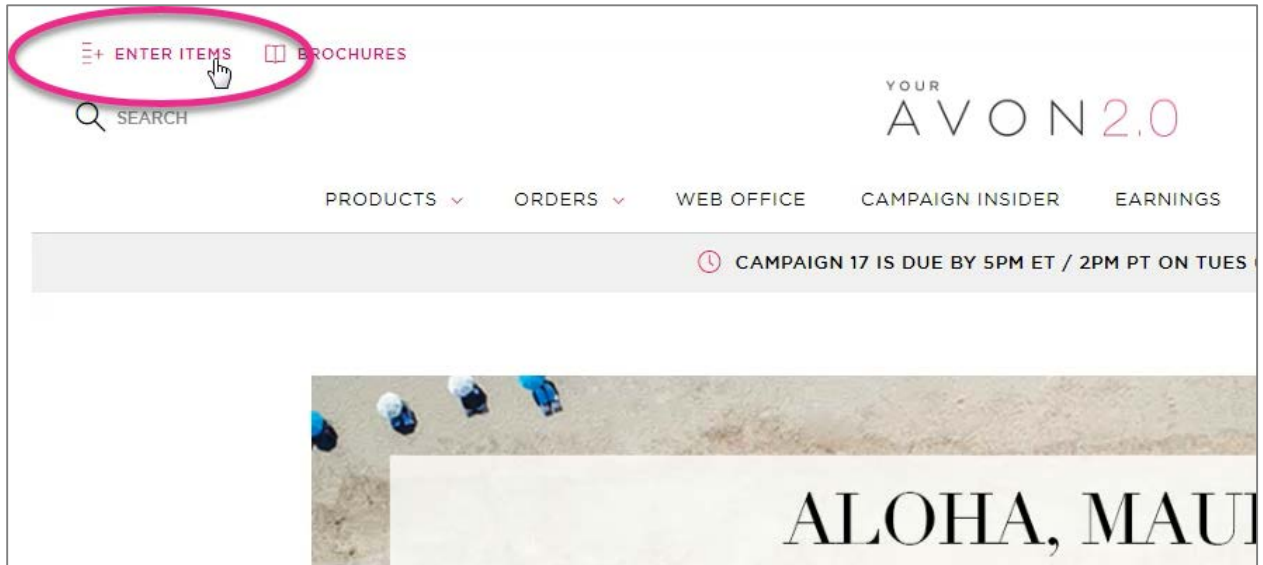 ENTER ITEMS BROCHURES
SEARCH
YOUR
AVON 2.0
PRODUCTS ORDERS WEB OFFICE CAMPAIGN INSIDER EARNINGS
CAMPAIGN 17 IS DUE BY 5PM ET / 2PM PT ON TUES
ALOHA, MAUI